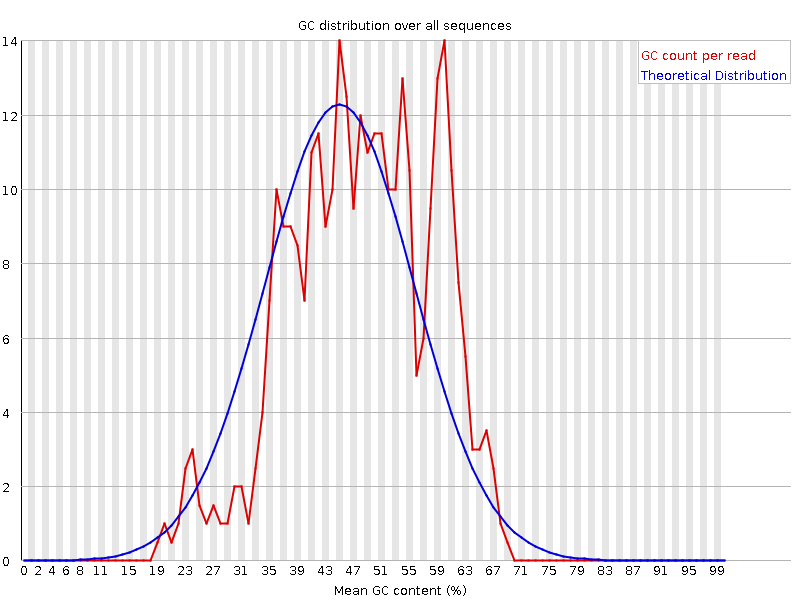 GC distribution over all sequences
GC count per read
Theoretical Distribution
14
12
10
8
6
4
2
0
0 2 4 6 8 11 15 19 23 27 31 35 39 43 47 51 55 59 63 67 71 75 79 83 87 91 95 99
Mean GC content (%)